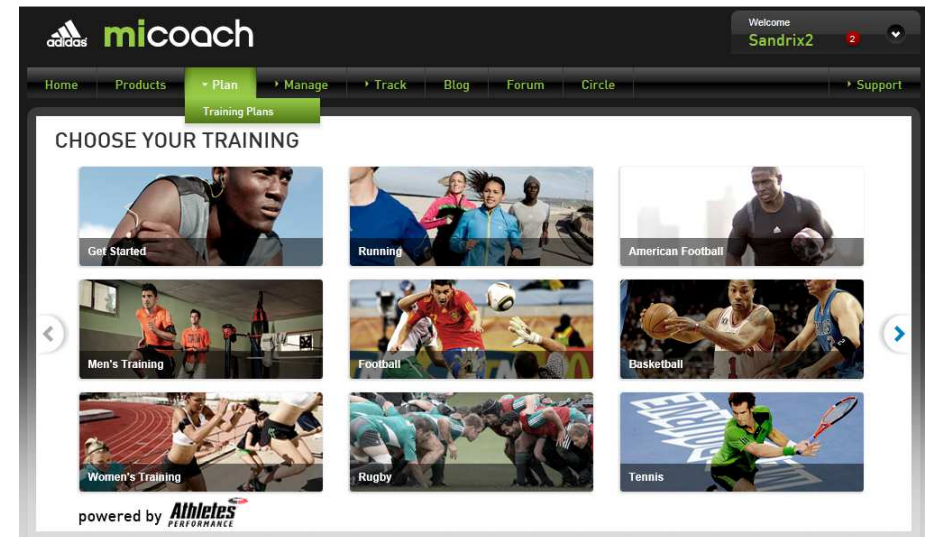 adidas micoach
Welcome
Sandrix2 2
Home Products Plan Manage Track Blog Forum Circle Support
Training Plans
CHOOSE YOUR TRAINING
Get Started
Running
American Football
Men's Training
Football
Basketball
1
Women's Training
Rugby
Tennis
powered by Athletes
PERFORMANCE